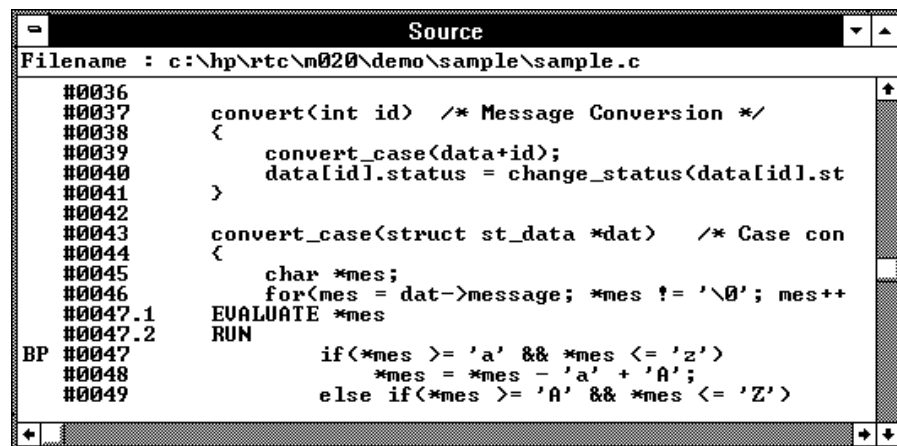 Source
Filename : c:\hp\rtc\m020\demo\sample\sample.c
#0036
#0037 convert(int id) /* Message Conversion */
#0038 {
#0039 convert_case(data+id);
#0040 data[id].status = change_status(data[id].st
#0041 }
#0042
#0043 convert_case(struct st_data *dat) /* Case con
#0044 {
#0045 char *mes;
#0046 for(mes = dat->message; *mes != '\0'; mes++
#0047.1 EVALUATE *mes
#0047.2 RUN
BP #0047 if(*mes >= 'a' && *mes <= 'z')
#0048 *mes = *mes - 'a' + 'A';
#0049 else if(*mes >= 'A' && *mes <= 'Z')